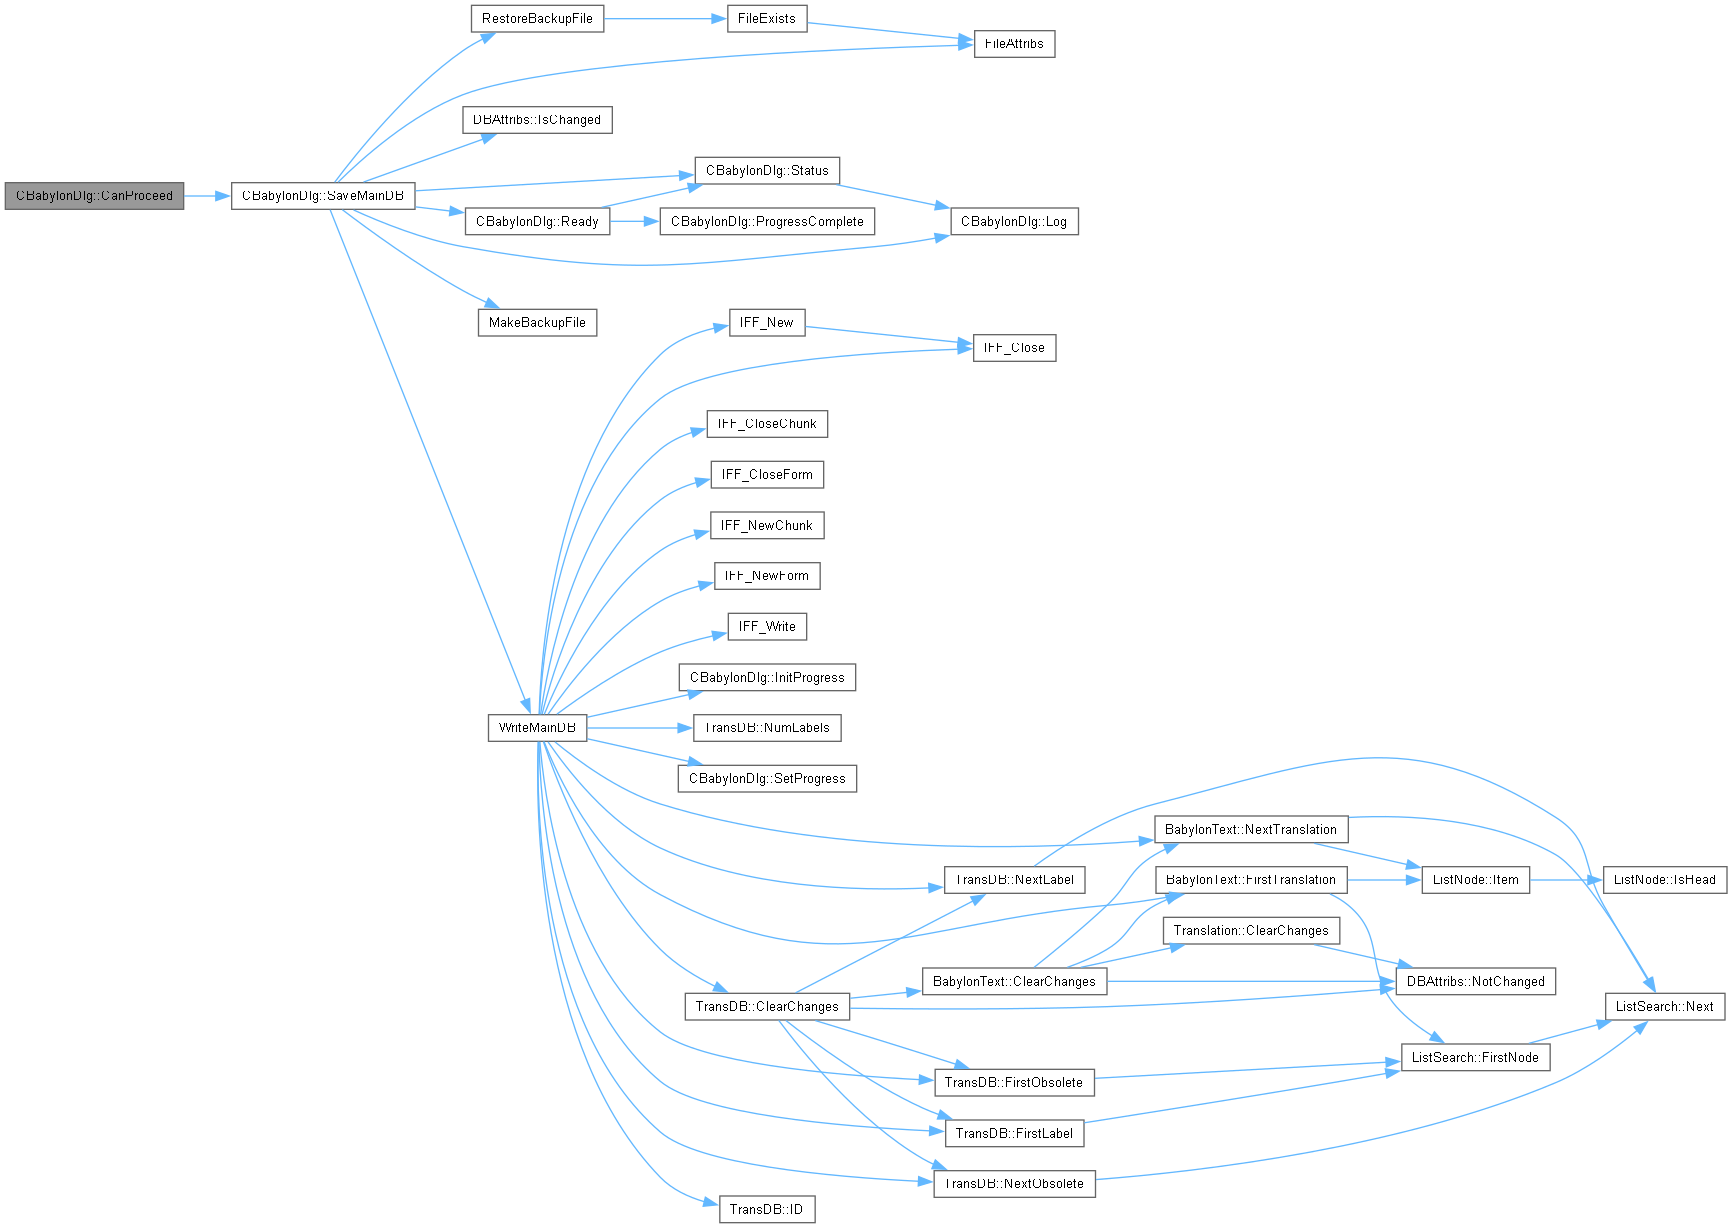 RestoreBackupFile
FileExists
FileAttribs
DBAttribs::IsChanged
CBabylonDlg::Status
CBabylonDlg::CanProceed
CBabylonDlg::SaveMainDB
CBabylonDlg::Ready
CBabylonDlg::ProgressComplete
CBabylonDlg::Log
MakeBackupFile
IFF_New
IFF_Close
IFF_CloseChunk
IFF_CloseForm
IFF_NewChunk
IFF_NewForm
IFF_Write
CBabylonDlg::InitProgress
WriteMainDB
TransDB::NumLabels
CBabylonDlg::SetProgress
BabylonText::NextTranslation
TransDB::NextLabel
BabylonText::FirstTranslation
ListNode::Item
ListNode::IsHead
Translation::ClearChanges
BabylonText::ClearChanges
DBAttribs::NotChanged
TransDB::ClearChanges
ListSearch::Next
ListSearch::FirstNode
TransDB::FirstObsolete
TransDB::FirstLabel
TransDB::NextObsolete
TransDB::ID